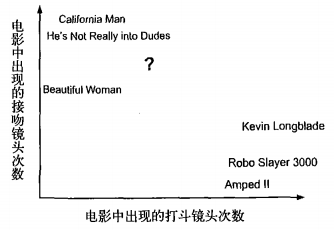 California Man
He's Not Really into Dudes
?
Beautiful Woman
Kevin Longblade
Robo Slayer 3000
Amped II
电影中出现的接吻镜头次数
电影中出现的打斗镜头次数